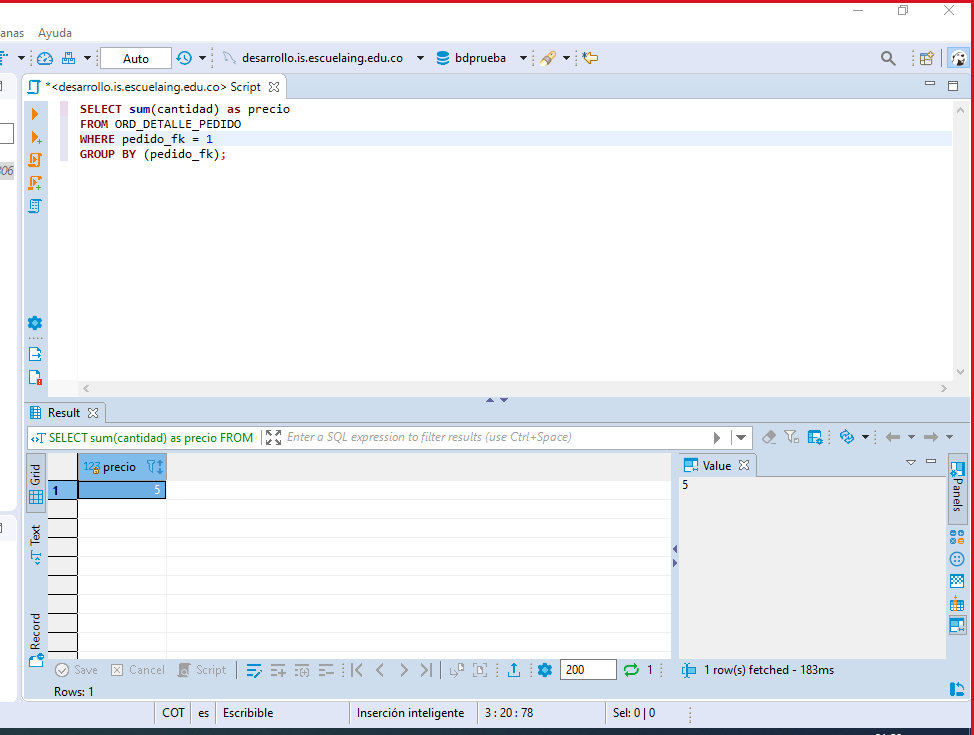 anas Ayuda
Auto desarrollo.is.escuelaing.edu.co bdprueba
*<desarrollo.is.escuelaing.edu.co> Script
SELECT sum(cantidad) as precio
FROM ORD_DETALLE_PEDIDO
WHERE pedido_fk = 1
GROUP BY (pedido_fk);
306
Result
SELECT sum(cantidad) as precio FROM Enter a SQL expression to filter results (use Ctrl+Space)
Grid
Text
Record
123 precio
1 5
Value
5
Panels
Save Cancel Script 200 1 1 row(s) fetched - 183ms
Rows: 1
COT es Escribible Inserción inteligente 3 : 20 : 78 Sel: 0 | 0